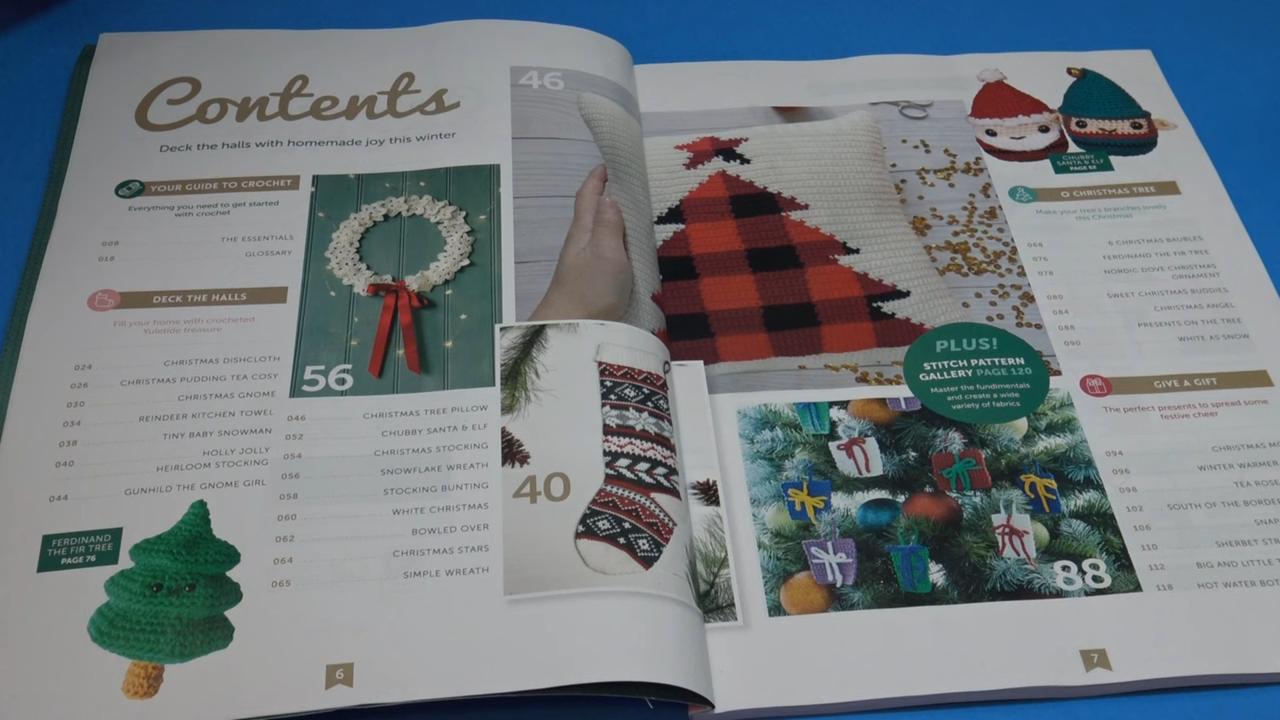 Contents
Deck the halls with homemade joy this winter
YOUR GUIDE TO CROCHET
Everything you need to get started
with crochet
008 THE ESSENTIALS
018 GLOSSARY
DECK THE HALLS
Fill your home with crocheted
Yuletide treasure
024 CHRISTMAS DISHCLOTH
026 CHRISTMAS PUDDING TEA COSY
030 CHRISTMAS GNOME
034 REINDEER KITCHEN TOWEL
038 TINY BABY SNOWMAN
040 HOLLY JOLLY
HEIRLOOM STOCKING
044 GUNHILD THE GNOME GIRL
FERDINAND
THE FIR TREE
PAGE 76
56
046 CHRISTMAS TREE PILLOW
052 CHUBBY SANTA & ELF
054 CHRISTMAS STOCKING
056 SNOWFLAKE WREATH
058 STOCKING BUNTING
060 WHITE CHRISTMAS
062 BOWLED OVER
064 CHRISTMAS STARS
065 SIMPLE WREATH
46
40
6
PLUS!
STITCH PATTERN
GALLERY PAGE 120
Master the fundimentals
and create a wide
variety of fabrics
88
CHUBBY
SANTA & ELF
PAGE 52
O CHRISTMAS TREE
Make your tree's branches lovely
this Christmas
068 6 CHRISTMAS BAUBLES
076 FERDINAND THE FIR TREE
078 NORDIC DOVE CHRISTMAS
ORNAMENT
080 SWEET CHRISTMAS BUDDIES
084 CHRISTMAS ANGEL
088 PRESENTS ON THE TREE
090 WHITE AS SNOW
GIVE A GIFT
The perfect presents to spread some
festive cheer
094 CHRISTMAS
096 WINTER WARMER
098 TEA
102 SOUTH OF THE
106
110 SHERBET
112 BIG AND LITTLE
118 HOT WATER
7